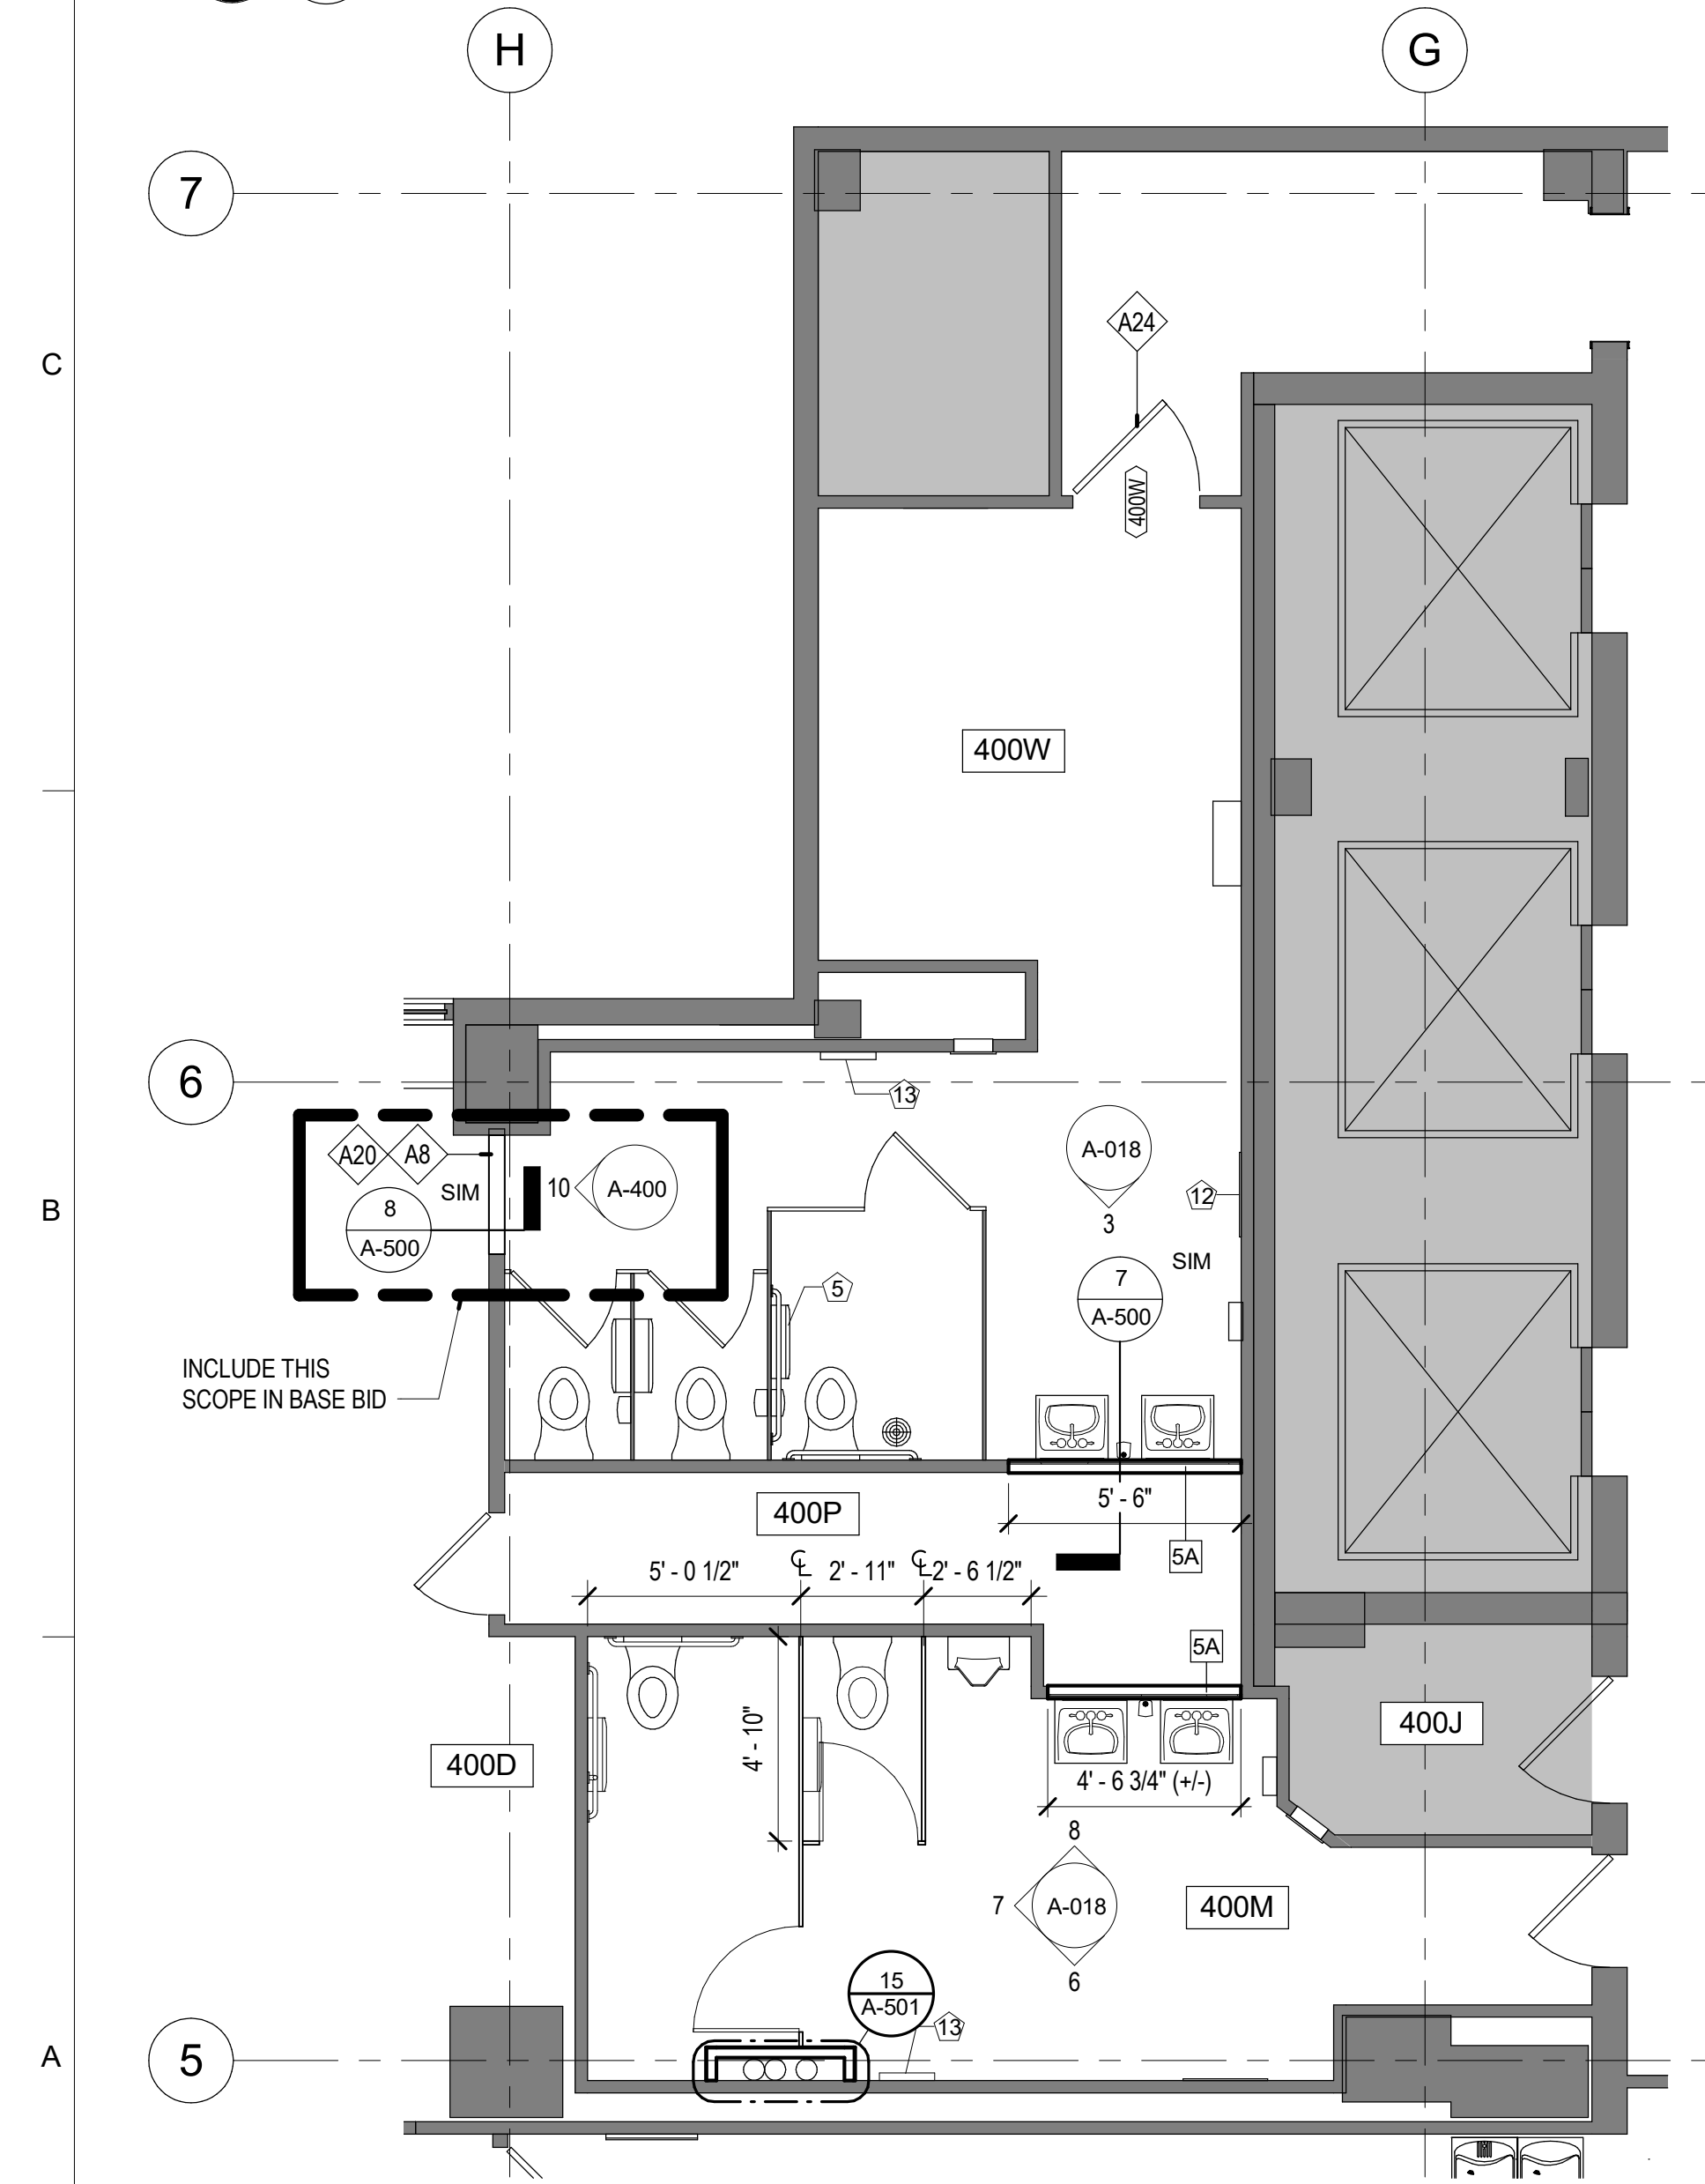 H
G
7
C
A24
400W
400W
6
13
A20
A8
SIM
10
A-400
8
A-500
A-018
3
12
B
SIM
7
A-500
5
INCLUDE THIS
SCOPE IN BASE BID
400P
5' - 6"
5A
5' - 0 1/2"
℄
2' - 11"
℄
2' - 6 1/2"
5A
4' - 10"
400D
400J
4' - 6 3/4" (+/-)
8
7
A-018
6
400M
15
A-501
13
A
5